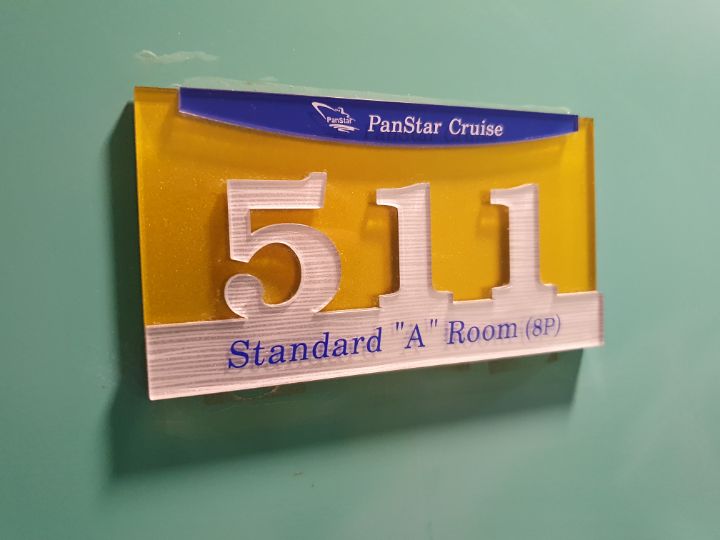 PanStar
PanStar Cruise
511
Standard "A" Room (8P)